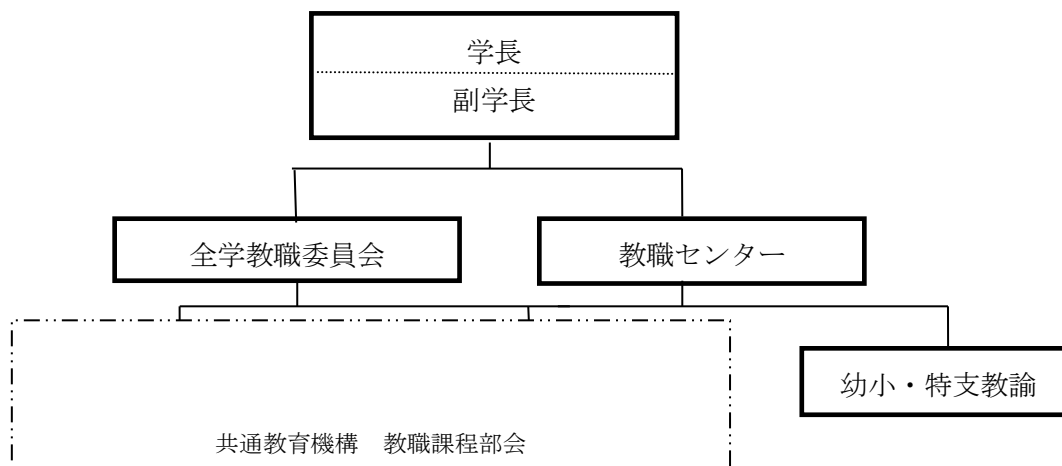 学長
副学長
全学教職委員会
教職センター
幼小・特支教諭
共通教育機構　教職課程部会